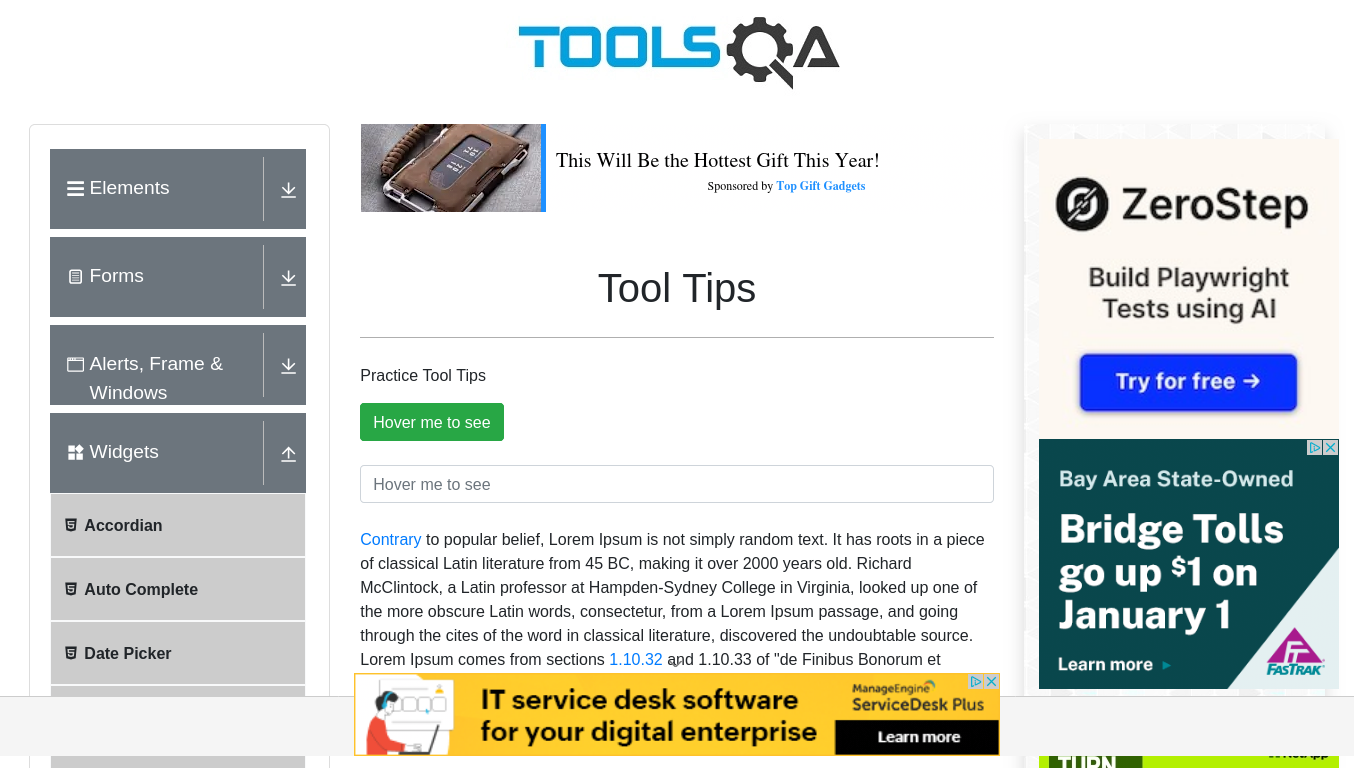 TOOLSQA
Elements
Forms
Alerts, Frame &
Windows
Widgets
Accordian
Auto Complete
Date Picker
This Will Be the Hottest Gift This Year!
Sponsored by Top Gift Gadgets
Tool Tips
Practice Tool Tips
Hover me to see
Hover me to see
Contrary to popular belief, Lorem Ipsum is not simply random text. It has roots in a piece
of classical Latin literature from 45 BC, making it over 2000 years old. Richard
McClintock, a Latin professor at Hampden-Sydney College in Virginia, looked up one of
the more obscure Latin words, consectetur, from a Lorem Ipsum passage, and going
through the cites of the word in classical literature, discovered the undoubtable source.
Lorem Ipsum comes from sections 1.10.32 and 1.10.33 of "de Finibus Bonorum et
ZeroStep
Build Playwright
Tests using AI
Try for free →
Bay Area State-Owned
Bridge Tolls
go up $1 on
January 1
Learn more
FASTRAK
IT service desk software
for your digital enterprise
ManageEngine
ServiceDesk Plus
Learn more
TURN